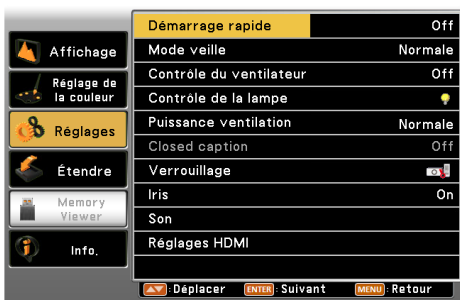 Affichage
Réglage de
la couleur
Réglages
Étendre
Memory
Viewer
Info.
Démarrage rapide Off
Mode veille Normale
Contrôle du ventilateur Off
Contrôle de la lampe
Puissance ventilation Normale
Closed caption Off
Verrouillage
Iris On
Son
Réglages HDMI
:Déplacer ENTER:Suivant MENU:Retour